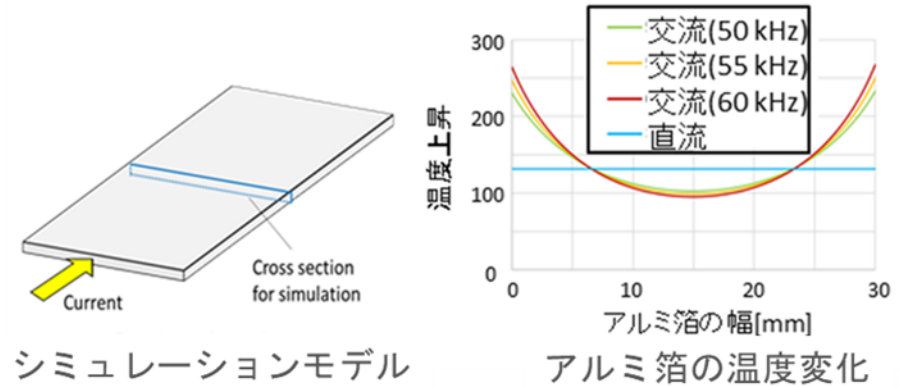 Current
Cross section
for simulation
シミュレーションモデル
交流(50 kHz)
交流(55 kHz)
交流(60 kHz)
直流
温度上昇
300
200
100
0
0 10 20 30
アルミ箔の幅[mm]
アルミ箔の温度変化